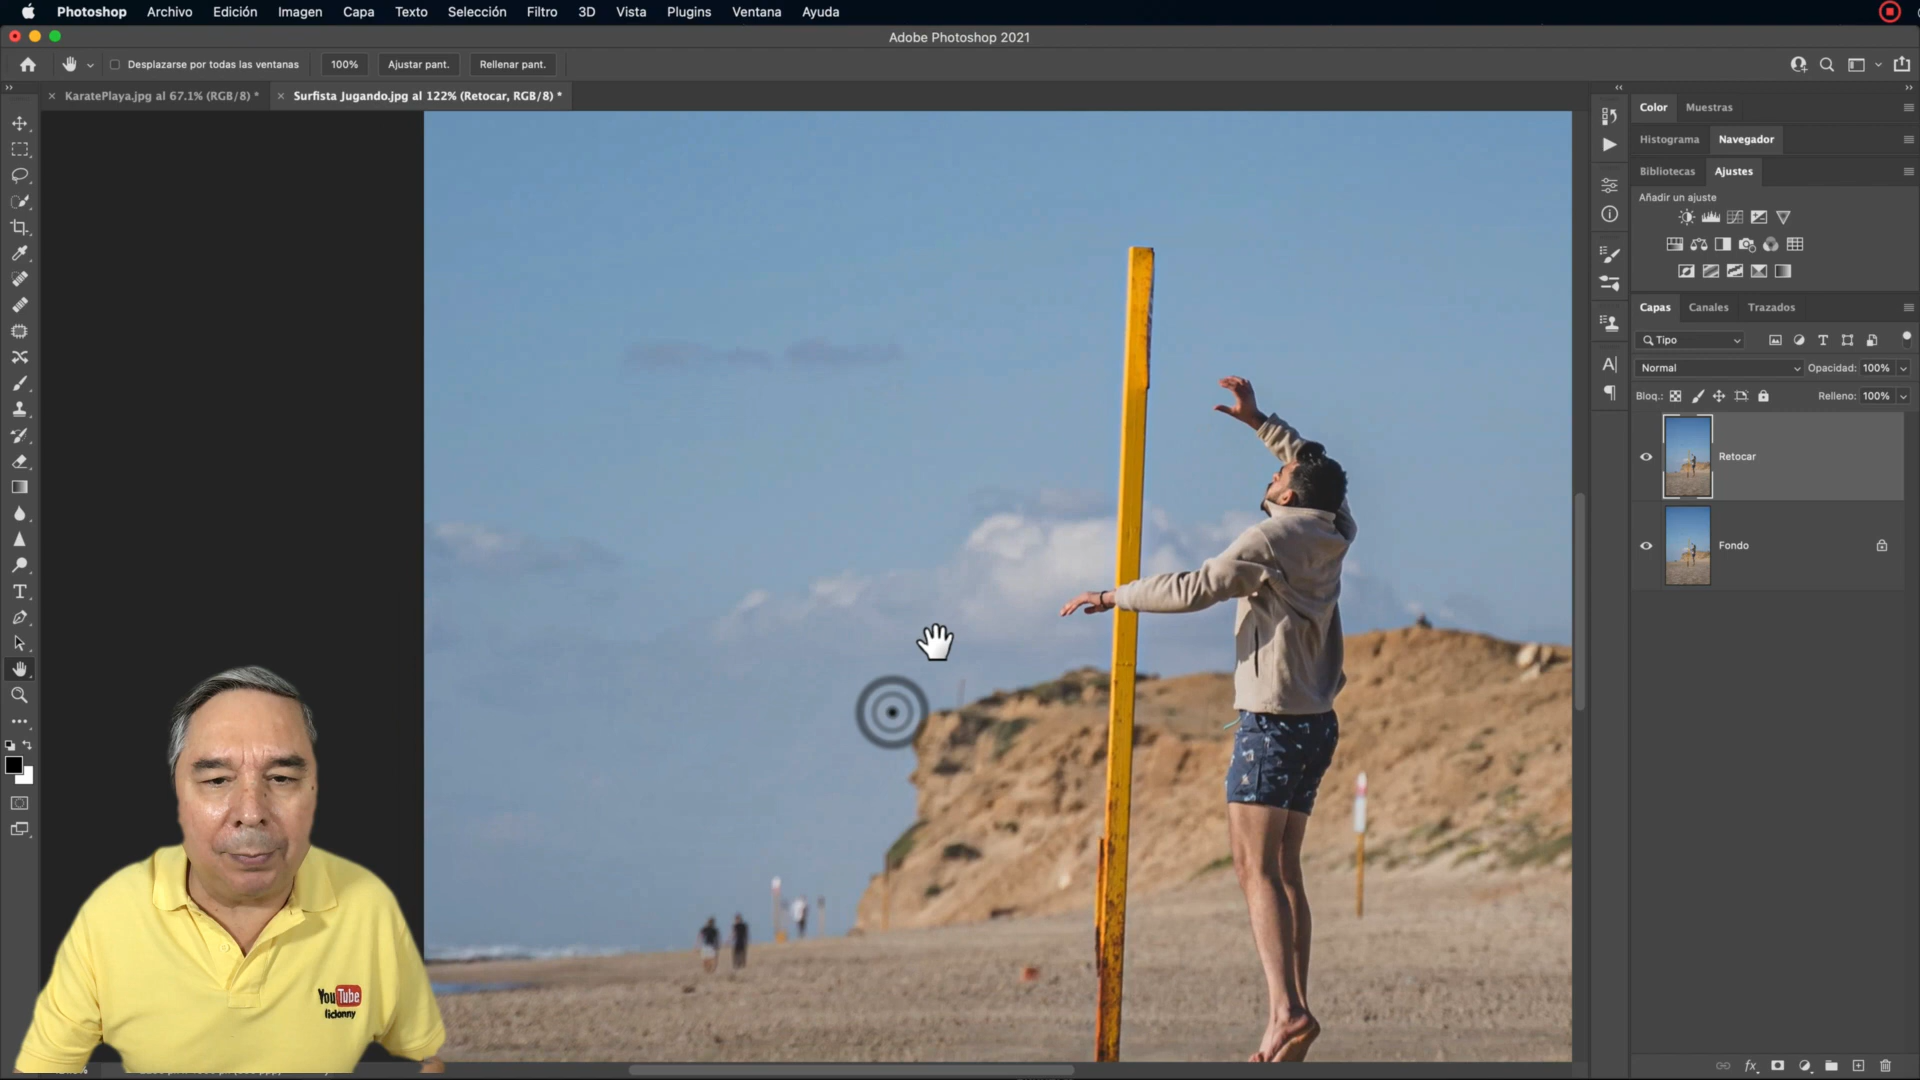 Photoshop Archivo Edición Imagen Capa Texto Selección Filtro 3D Vista Plugins Ventana Ayuda
Adobe Photoshop 2021
Desplazarse por todas las ventanas 100% Ajustar pant. Rellenar pant.
KaratePlaya.jpg al 67.1% (RGB/8) * Surfista Jugando.jpg al 122% (Retocar, RGB/8) *
Color Muestras
Histograma Navegador
Bibliotecas Ajustes
Añadir un ajuste
Capas Canales Trazados
Tipo
Normal Opacidad: 100%
Bloq.: Relleno: 100%
Retocar
Fondo
YouTube
liclonny